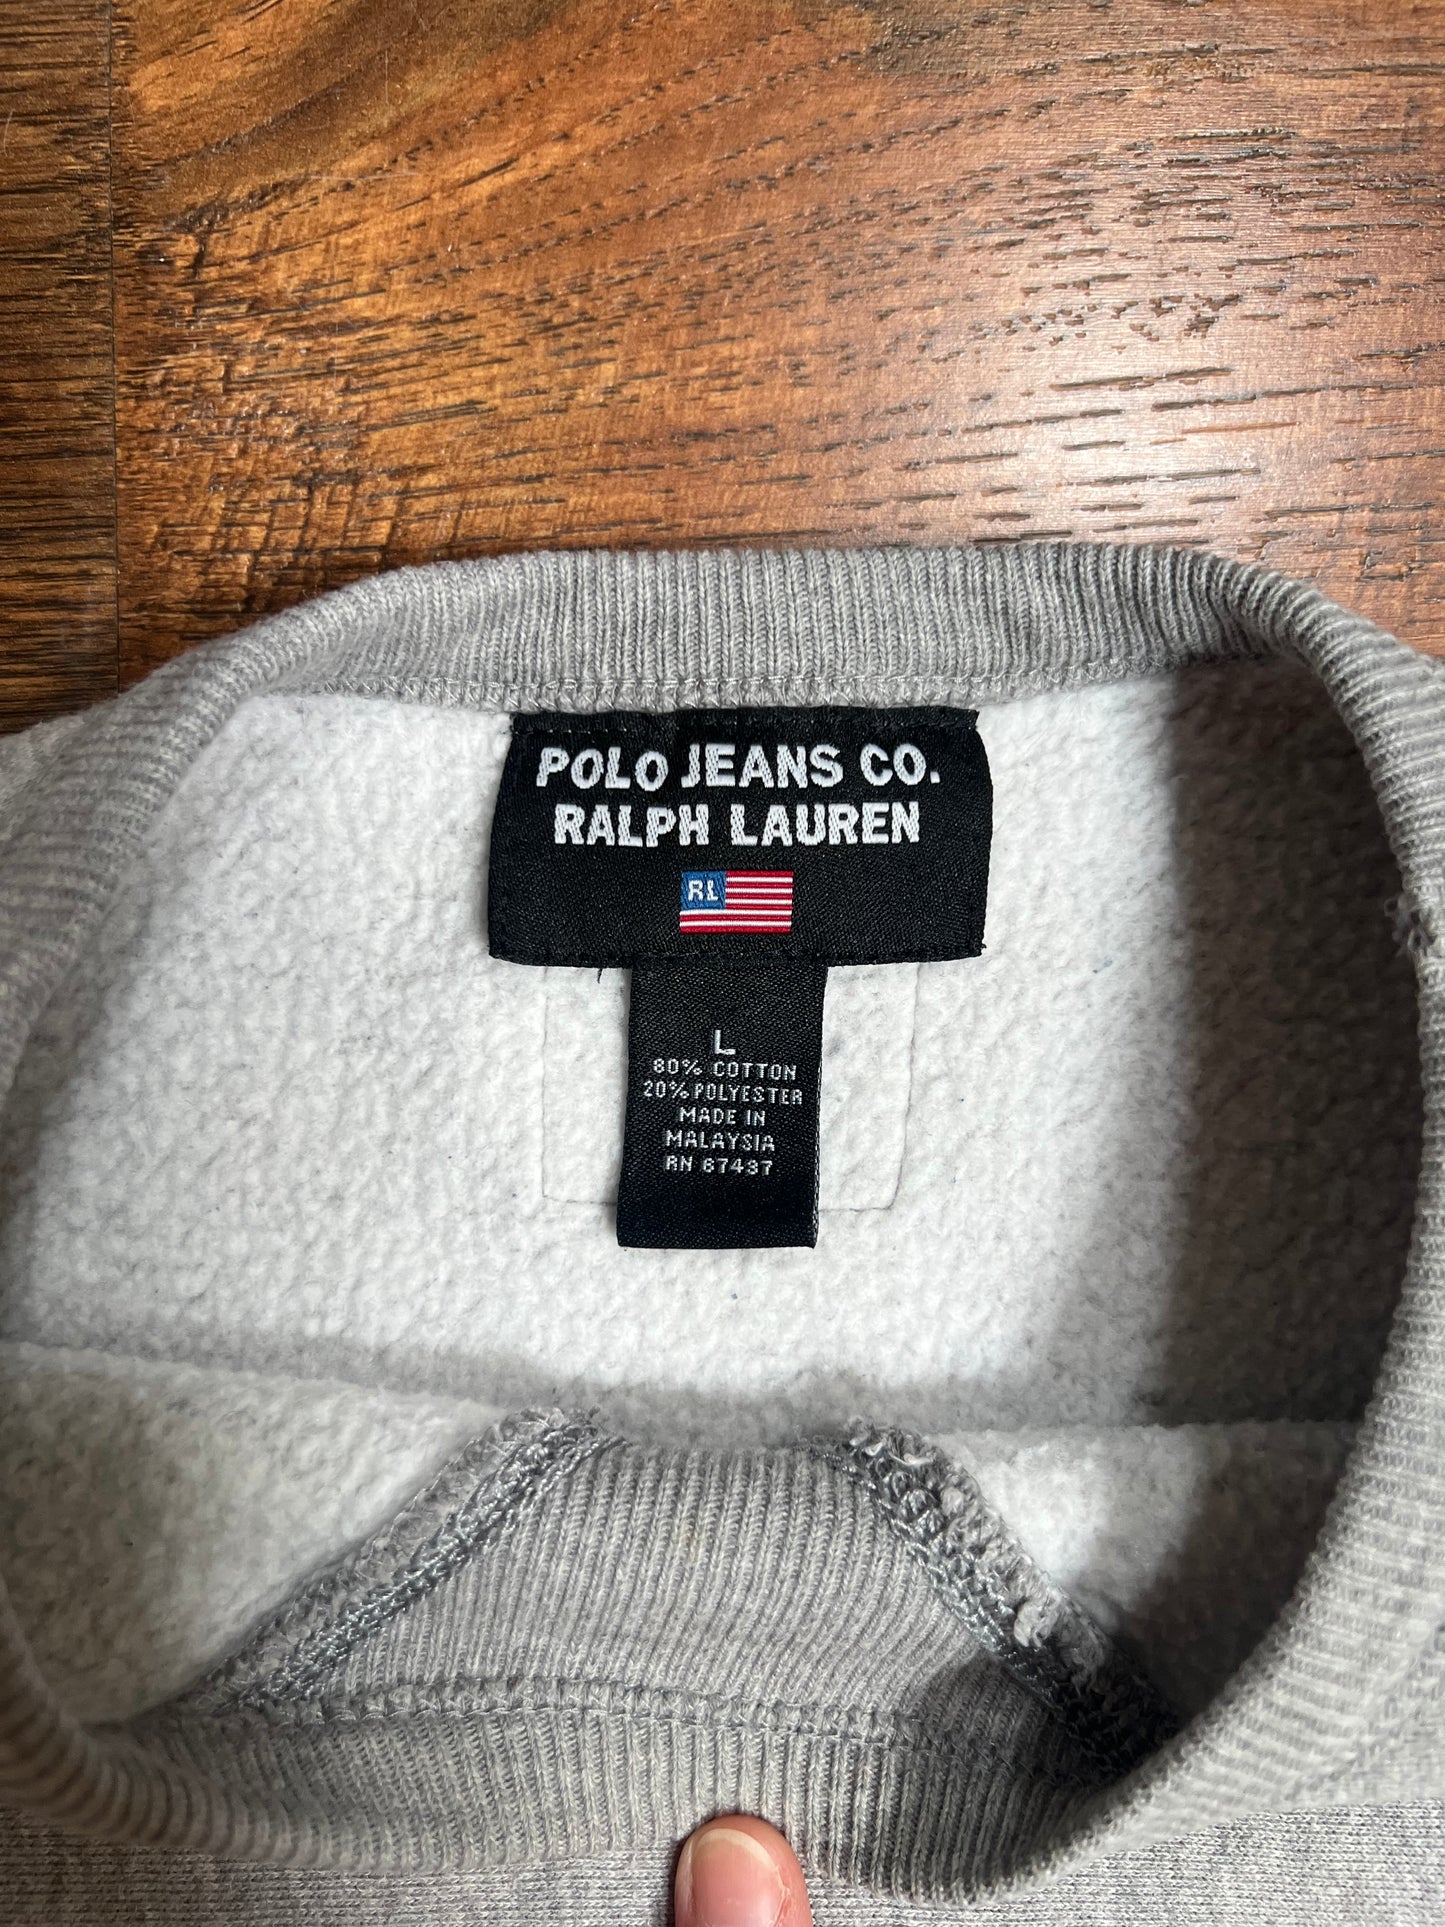 POLO JEANS CO.
RALPH LAUREN
RL
L
80% COTTON
20% POLYESTER
MADE IN
MALAYSIA
RN 67437